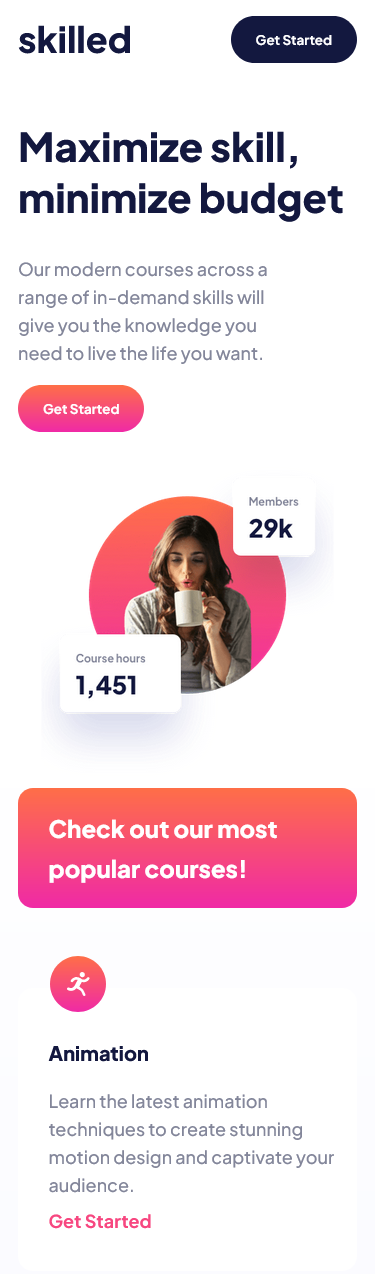 skilled
Get Started
Maximize skill,
minimize budget
Our modern courses across a
range of in-demand skills will
give you the knowledge you
need to live the life you want.
Get Started
Members
29k
Course hours
1,451
Check out our most
popular courses!
Animation
Learn the latest animation
techniques to create stunning
motion design and captivate your
audience.
Get Started